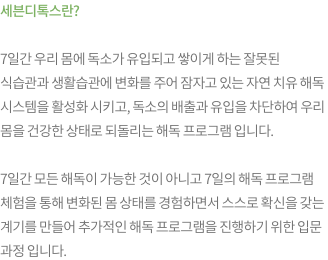 세븐디톡스란?
7일간 우리 몸에 독소가 유입되고 쌓이게 하는 잘못된
식습관과 생활습관에 변화를 주어 잠자고 있는 자연 치유 해독
시스템을 활성화 시키고, 독소의 배출과 유입을 차단하여 우리
몸을 건강한 상태로 되돌리는 해독 프로그램 입니다.
7일간 모든 해독이 가능한 것이 아니고 7일의 해독 프로그램
체험을 통해 변화된 몸 상태를 경험하면서 스스로 확신을 갖는
계기를 만들어 추가적인 해독 프로그램을 진행하기 위한 입문
과정 입니다.